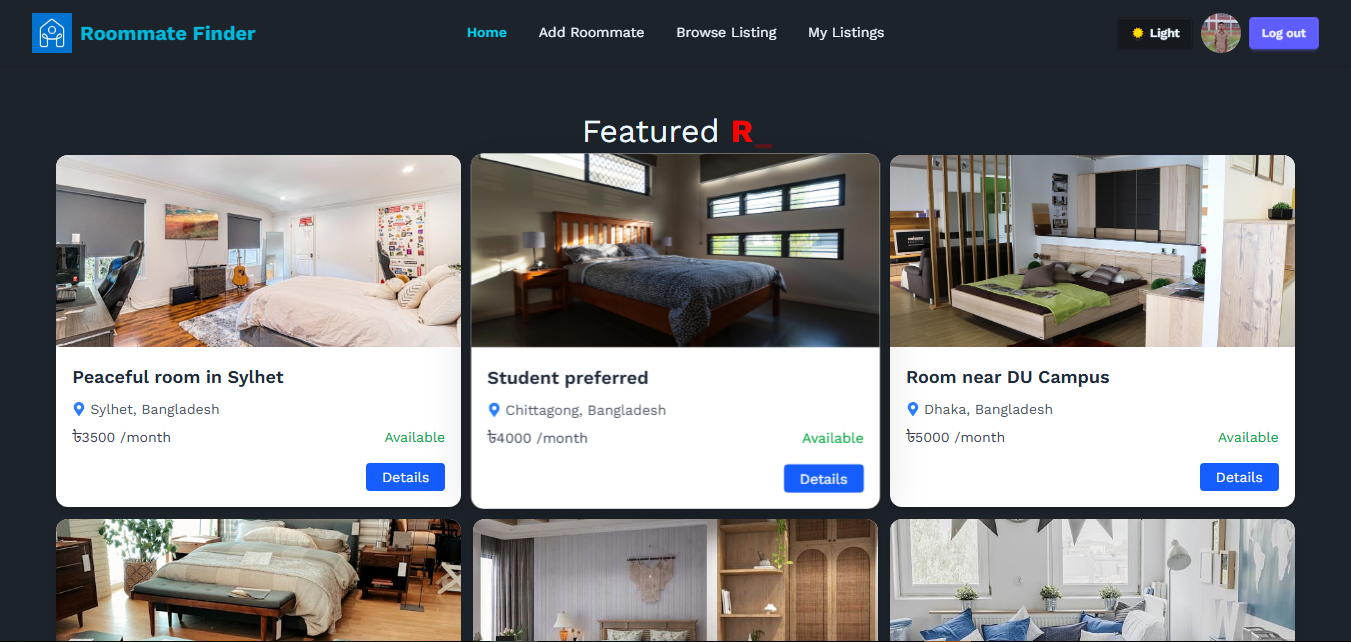 Roommate Finder
Home
Add Roommate
Browse Listing
My Listings
Light
Log out
Featured R_
Peaceful room in Sylhet
Sylhet, Bangladesh
৳3500 /month
Available
Details
Student preferred
Chittagong, Bangladesh
৳4000 /month
Available
Details
Room near DU Campus
Dhaka, Bangladesh
৳5000 /month
Available
Details